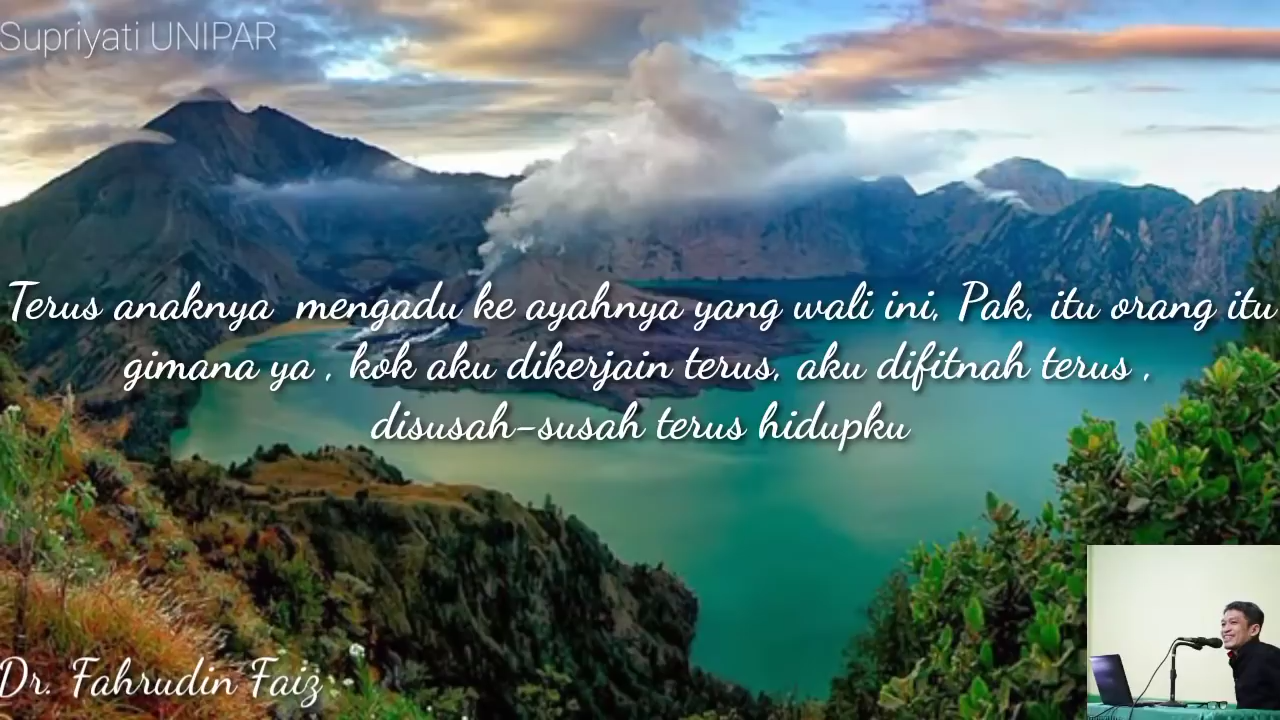 Supriyati UNIPAR
Terus anaknya mengadu ke ayahnya yang wali ini, Pak, itu orang itu
gimana ya , kok aku dikerjain terus, aku difitnah terus ,
disusah-susah terus hidupku
Dr. Fahrudin Faiz